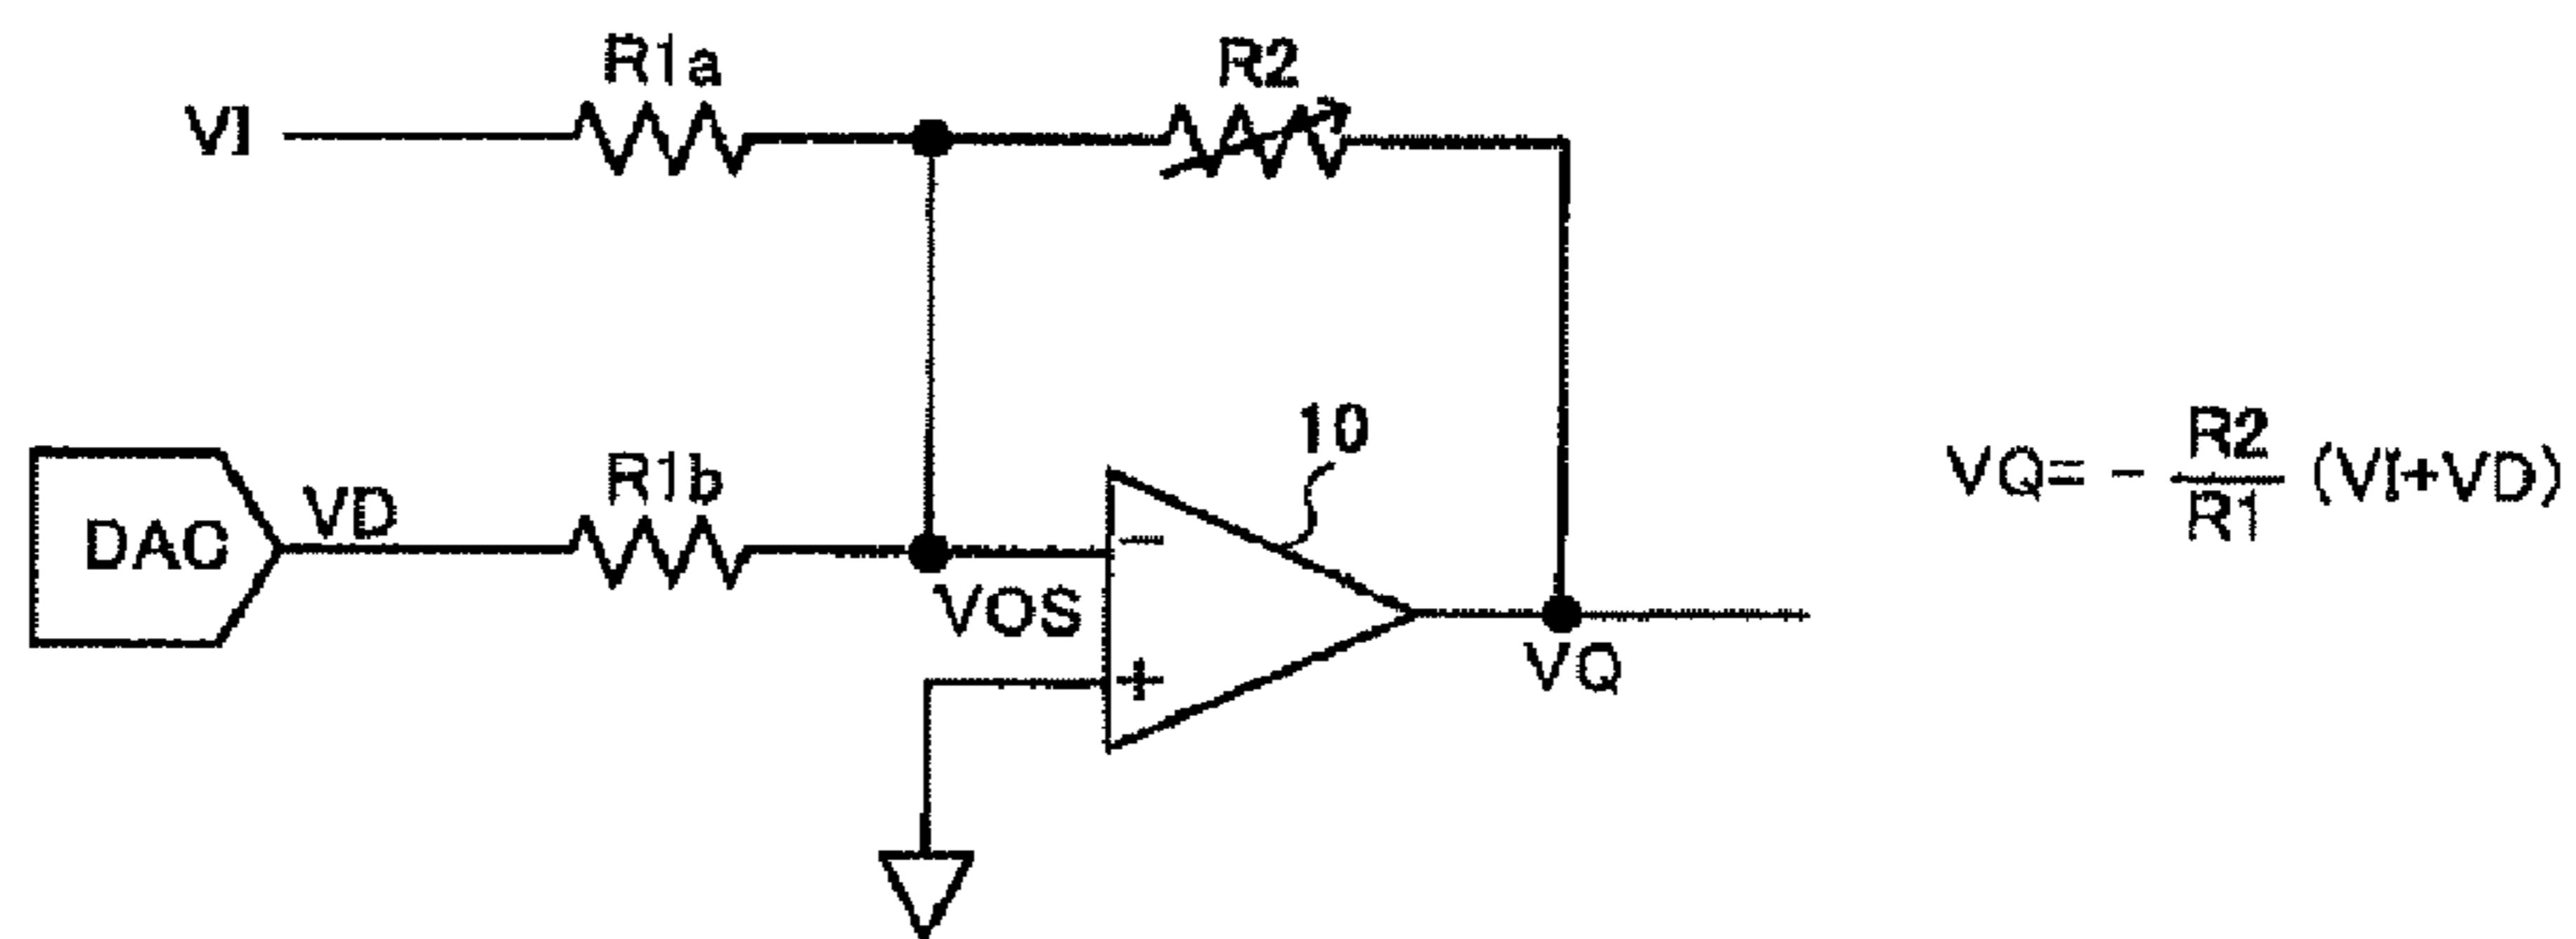 R1a
R2
VI
10
DAC
VD
R1b
VOS
-
+
VQ
VQ= - R2/R1 (VI+VD)